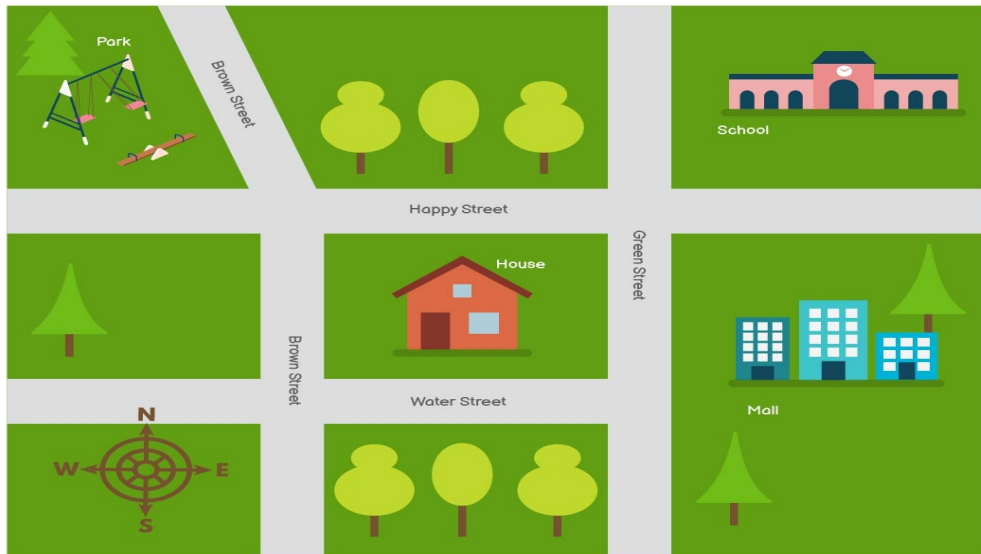 Park
Brown Street
School
Happy Street
Green Street
House
Brown Street
Water Street
Mall
N
W
E
S